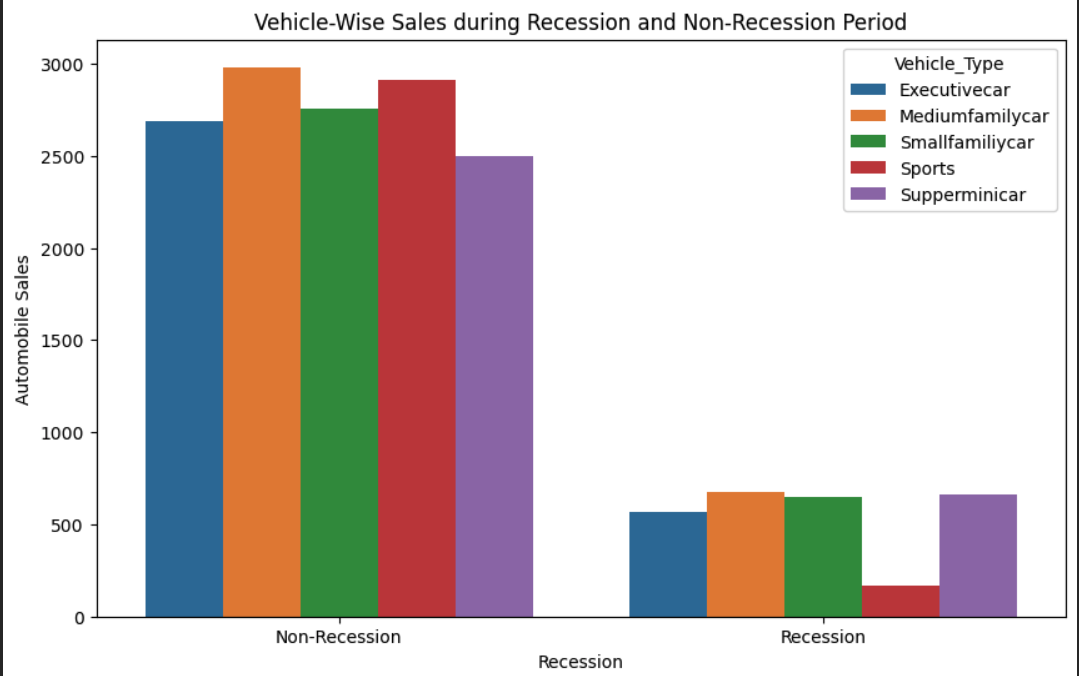 Vehicle-Wise Sales during Recession and Non-Recession Period
Vehicle_Type
Executivecar
Mediumfamilycar
Smallfamiliycar
Sports
Supperminicar
Automobile Sales
3000
2500
2000
1500
1000
500
0
Non-Recession
Recession
Recession